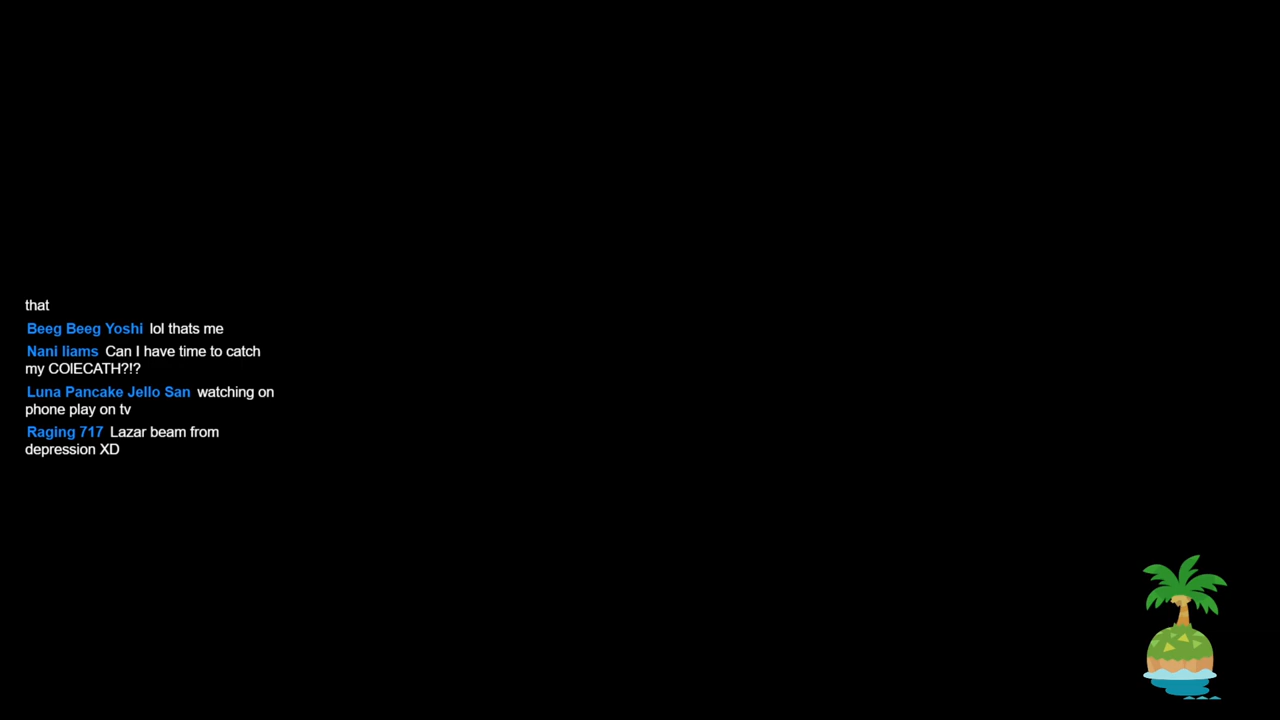 that
Beeg Beeg Yoshi lol thats me
Nani liams Can I have time to catch
my COIECATH?!?
Luna Pancake Jello San watching on
phone play on tv
Raging 717 Lazar beam from
depression XD